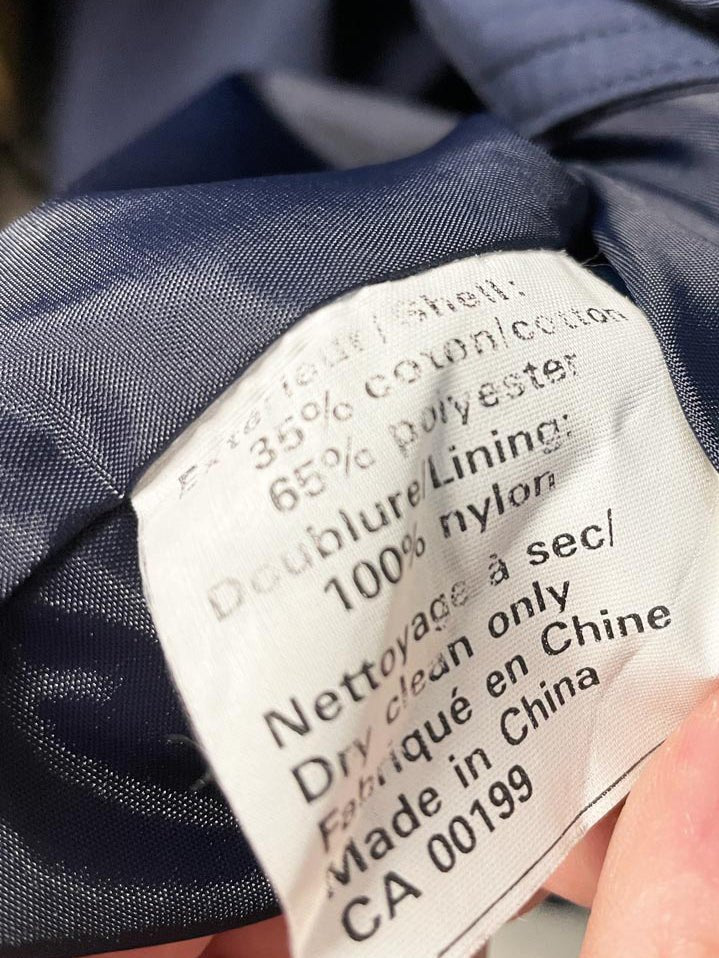 Extérieur/Shell:
35% coton/cotton
65% polyester
Doublure/Lining:
100% nylon
Nettoyage à sec/
Dry clean only
Fabriqué en Chine
Made in China
CA 00199